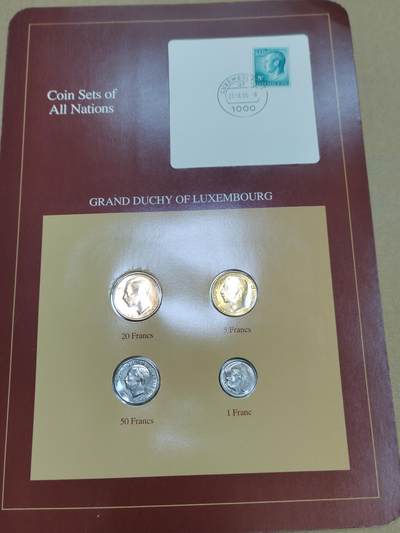 Coin Sets of
All Nations
1000
GRAND DUCHY OF LUXEMBOURG
20 Francs
5 Francs
50 Francs
1 Franc